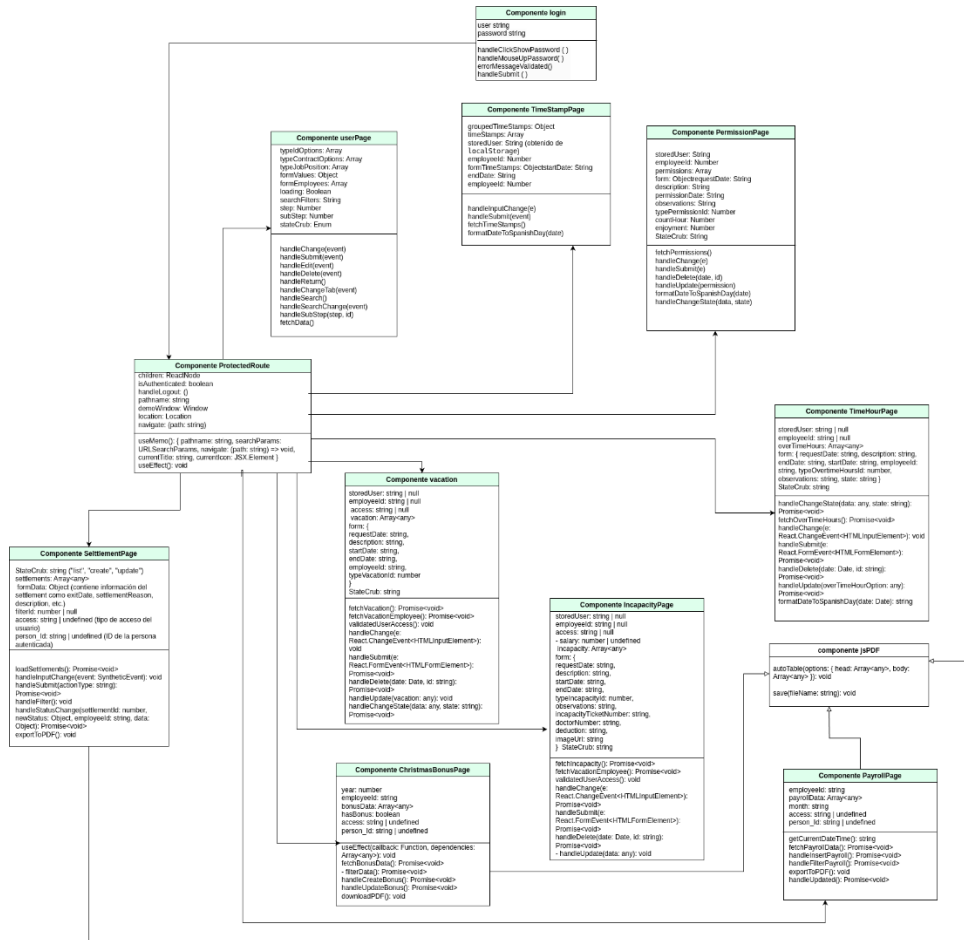 Componente login
user string
password string
handleClickShowPassword ( )
handleMouseUpPassword( )
errorMessageValidated()
handleSubmit ( )
Componente TimeStampPage
groupedTimeStamps: Object
timeStamps: Array
storedUser: String (obtenido de
localStorage)
employeeId: Number
formTimeStamps: ObjectstartDate: String
endDate: String
employeeId: Number
handleInputChange(e)
handleSubmit(event)
fetchTimeStamps()
formatDateToSpanishDay(date)
Componente userPage
typeIdOptions: Array
typeContractOptions: Array
typeJobPosition: Array
formValues: Object
formEmployees: Array
loading: Boolean
searchFilters: String
step: Number
subStep: Number
stateCrub: Enum
handleChange(event)
handleSubmit(event)
handleEdit(event)
handleDelete(event)
handleReturn()
handleChangeTab(event)
handleSearch()
handleSearchChange(event)
handleSubStep(step, id)
fetchData()
Componente PermissionPage
storedUser: String
employeeId: Number
permissions: Array
form: ObjectrequestDate: String
description: String
permissionDate: String
observations: String
typePermissionId: Number
countHour: Number
enjoyment: Number
StateCrub: String
fetchPermissions()
handleChange(e)
handleSubmit(e)
handleDelete(date, id)
handleUpdate(permission)
formatDateToSpanishDay(date)
handleChangeState(data, state)
Componente ProtectedRoute
children: ReactNode
isAuthenticated: boolean
handleLogout: ()
pathname: string
demoWindow: Window
location: Location
navigate: (path: string)
useMemo(): { pathname: string, searchParams:
URLSearchParams, navigate: (path: string) => void,
currentTitle: string, currentIcon: JSX.Element }
useEffect(): void
Componente TimeHourPage
storedUser: string | null
employeeId: string | null
overTimeHours: Array<any>
form: { requestDate: string, description: string,
endDate: string, startDate: string, employeeId:
string, typeOvertimeHoursId: number,
observations: string, state: string }
StateCrub: string
handleChangeState(data: any, state: string):
Promise<void>
fetchOverTimeHours(): Promise<void>
handleChange(e:
React.ChangeEvent<HTMLInputElement>): void
handleSubmit(e:
React.FormEvent<HTMLFormElement>):
Promise<void>
handleDelete(date: Date, id: string):
Promise<void>
handleUpdate(overTimeHourOption: any):
Promise<void>
formatDateToSpanishDay(date: Date): string
Componente vacation
storedUser: string | null
employeeId: string | null
access: string | null
vacation: Array<any>
form: {
requestDate: string,
description: string,
startDate: string,
endDate: string,
employeeId: string,
typeVacationId: number
}
StateCrub: string
fetchVacation(): Promise<void>
fetchVacationEmployee(): Promise<void>
validatedUserAccess(): void
handleChange(e:
React.ChangeEvent<HTMLInputElement>):
void
handleSubmit(e:
React.FormEvent<HTMLFormElement>):
Promise<void>
handleDelete(date: Date, id: string):
Promise<void>
handleUpdate(vacation: any): void
handleChangeState(data: any, state: string):
Promise<void>
Componente SelttlementPage
StateCrub: string ("list", "create", "update")
settlements: Array<any>
formData: Object (contiene información del
settlement como exitDate, settlementReason,
description, etc.)
filterId: number | null
access: string | undefined (tipo de acceso del
usuario)
person_Id: string | undefined (ID de la persona
autenticada)
loadSettlements(): Promise<void>
handleInputChange(event: SyntheticEvent): void
handleSubmit(actionType: string):
Promise<void>
handleFilter(): void
handleStatusChange(settlementId: number,
newStatus: Object, employeeId: string, data:
Object): Promise<void>
exportToPDF(): void
Componente IncapacityPage
storedUser: string | null
employeeId: string | null
access: string | null
- salary: number | undefined
incapacity: Array<any>
form: {
requestDate: string,
description: string,
startDate: string,
endDate: string,
typeIncapacityId: number,
observations: string,
incapacityTicketNumber: string,
doctorNumber: string,
deduction: string,
imageUrl: string
} StateCrub: string
fetchIncapacity(): Promise<void>
fetchVacationEmployee(): Promise<void>
validatedUserAccess(): void
handleChange(e:
React.ChangeEvent<HTMLInputElement>):
Promise<void>
handleSubmit(e:
React.FormEvent<HTMLFormElement>):
Promise<void>
handleDelete(date: Date, id: string):
Promise<void>
- handleUpdate(data: any): void
componente jsPDF
autoTable(options: { head: Array<any>, body:
Array<any> }): void
save(fileName: string): void
Componente ChristmasBonusPage
year: number
employeeId: string
bonusData: Array<any>
hasBonus: boolean
access: string | undefined
person_Id: string | undefined
useEffect(callback: Function, dependencies:
Array<any>): void
fetchBonusData(): Promise<void>
- filterData(): Promise<void>
handleCreateBonus(): Promise<void>
handleUpdateBonus(): Promise<void>
downloadPDF(): void
Componente PayrollPage
employeeId: string
payrollData: Array<any>
month: string
access: string | undefined
person_Id: string | undefined
getCurrentDateTime(): string
fetchPayrollData(): Promise<void>
handleInsertPayroll(): Promise<void>
handleFilterPayroll(): Promise<void>
exportToPDF(): void
handleUpdated(): Promise<void>